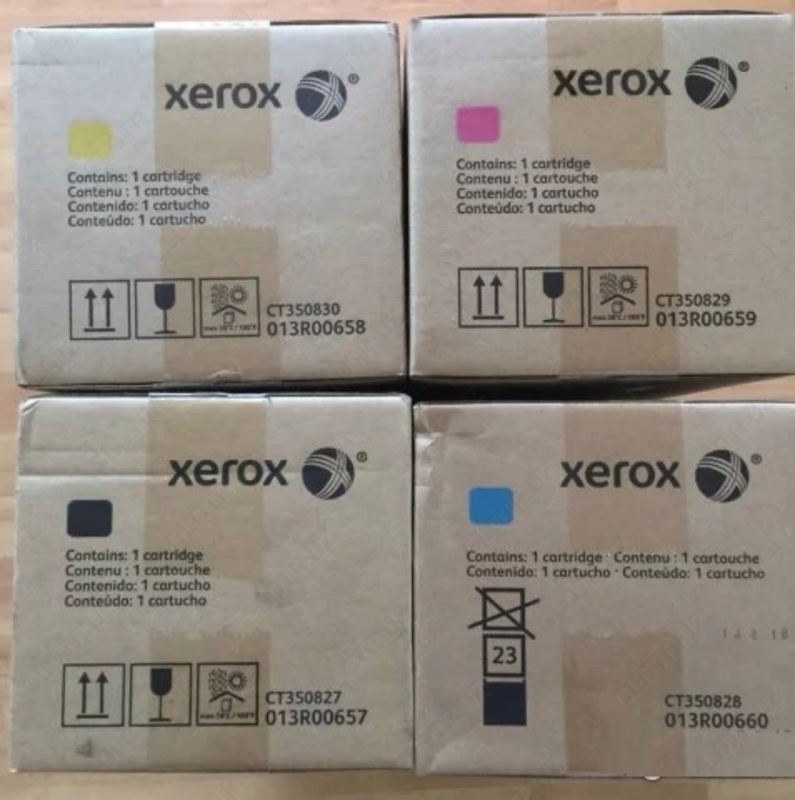 xerox ®
Contains: 1 cartridge
Contenu : 1 cartouche
Contenido: 1 cartucho
Conteúdo: 1 cartucho
CT350830
013R00658
xerox ®
Contains: 1 cartridge
Contenu : 1 cartouche
Contenido: 1 cartucho
Conteúdo: 1 cartucho
CT350829
013R00659
xerox ®
Contains: 1 cartridge
Contenu : 1 cartouche
Contenido: 1 cartucho
Conteúdo: 1 cartucho
CT350827
013R00657
xerox ®
Contains: 1 cartridge · Contenu : 1 cartouche
Contenido: 1 cartucho · Conteúdo: 1 cartucho
23
CT350828
013R00660